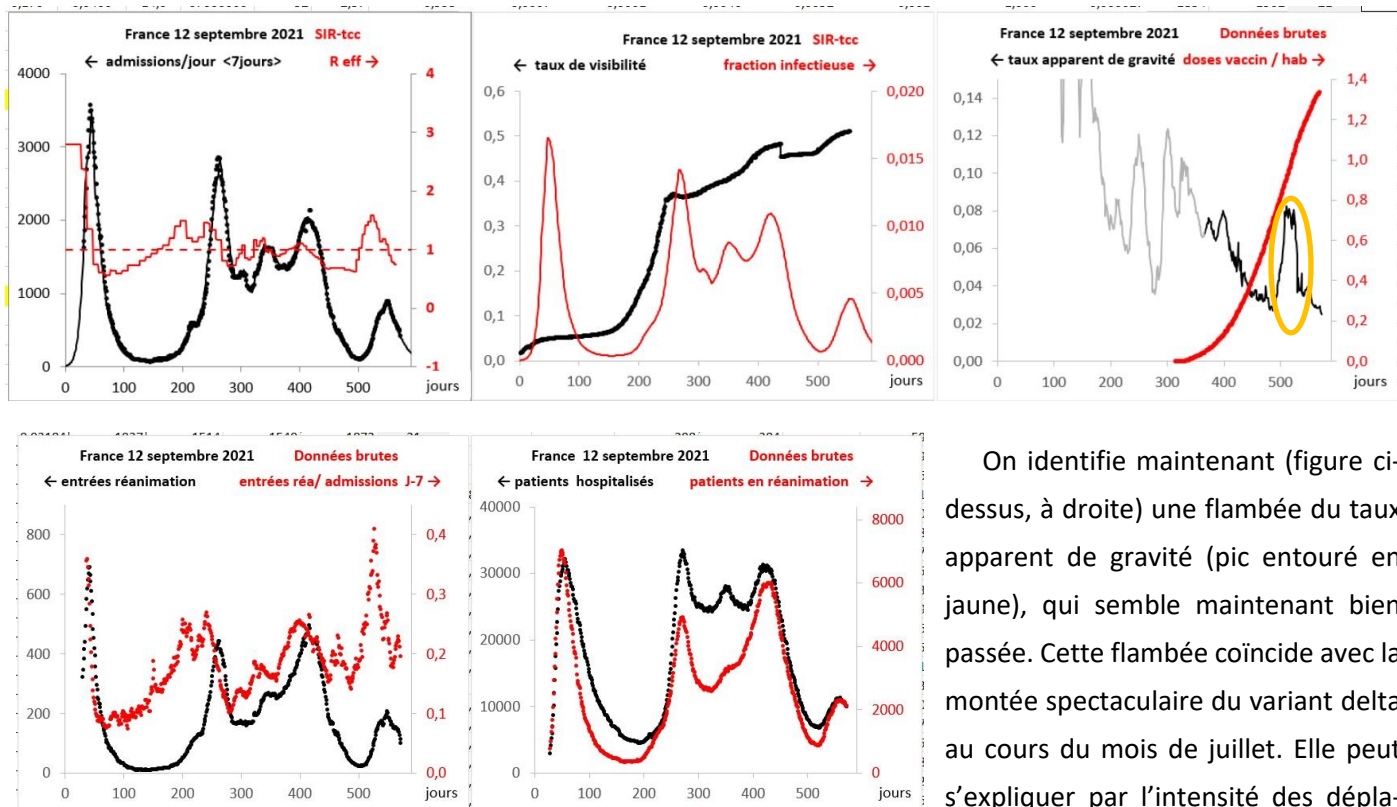 France 12 septembre 2021 SIR-tcc
← admissions/jour <7jours> R eff →
4000
3000
2000
1000
0
4
3
2
1
0
-1
0 100 200 300 400 500 jours
France 12 septembre 2021 SIR-tcc
← taux de visibilité fraction infectieuse →
0,6
0,5
0,4
0,3
0,2
0,1
0,0
0,020
0,015
0,010
0,005
0,000
0 100 200 300 400 500 jours
France 12 septembre 2021 Données brutes
← taux apparent de gravité doses vaccin / hab →
0,14
0,12
0,10
0,08
0,06
0,04
0,02
0,00
1,4
1,2
1,0
0,8
0,6
0,4
0,2
0,0
0 100 200 300 400 500 jours
France 12 septembre 2021 Données brutes
← entrées réanimation entrées réa/ admissions J-7 →
800
600
400
200
0
0,4
0,3
0,2
0,1
0,0
0 100 200 300 400 500 jours
France 12 septembre 2021 Données brutes
← patients hospitalisés patients en réanimation →
40000
30000
20000
10000
0
8000
6000
4000
2000
0
0 100 200 300 400 500 jours
On identifie maintenant (figure ci-
dessus, à droite) une flambée du taux
apparent de gravité (pic entouré en
jaune), qui semble maintenant bien
passée. Cette flambée coïncide avec la
montée spectaculaire du variant delta
au cours du mois de juillet. Elle peut
s'expliquer par l'intensité des dépla-